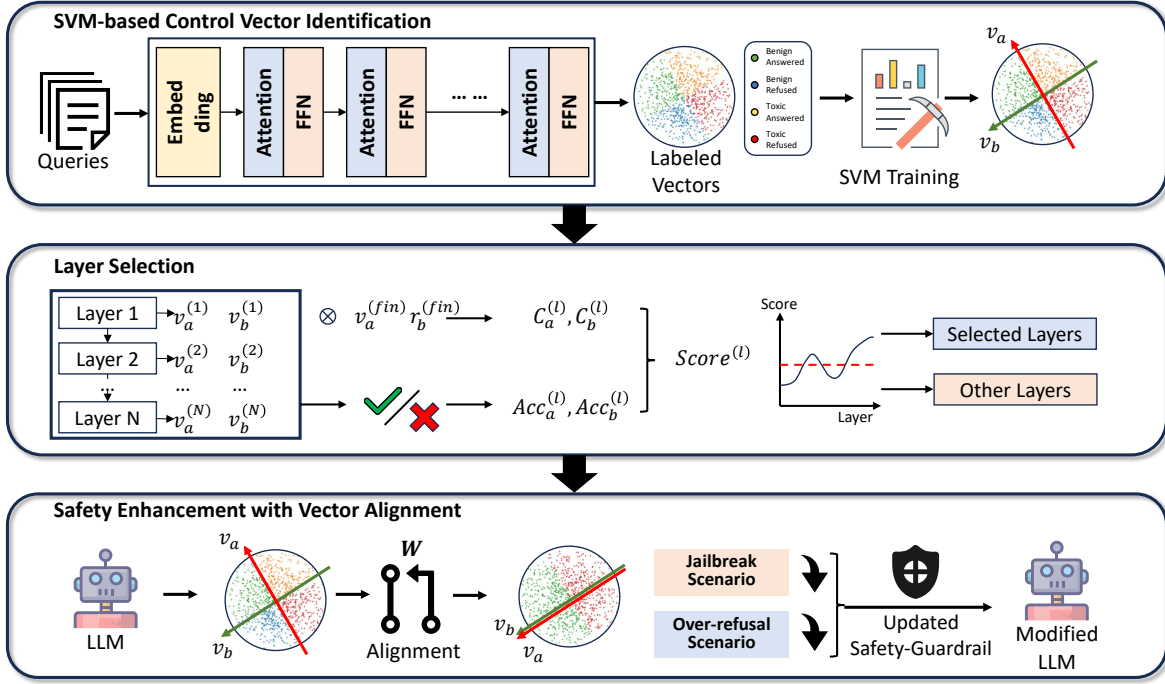 SVM-based Control Vector Identification
Queries
Embed
ding
Attention
FFN
Attention
FFN
... ...
Attention
FFN
Labeled
Vectors
Benign
Answered
Benign
Refused
Toxic
Answered
Toxic
Refused
SVM Training
v_a
v_b
Layer Selection
Layer 1
v_a^{(1)} v_b^{(1)}
Layer 2
v_a^{(2)} v_b^{(2)}
... ... ...
Layer N
v_a^{(N)} v_b^{(N)}
⊗ v_a^{(fin)} r_b^{(fin)}
C_a^{(l)}, C_b^{(l)}
Acc_a^{(l)}, Acc_b^{(l)}
Score^{(l)}
Score
Layer
Selected Layers
Other Layers
Safety Enhancement with Vector Alignment
LLM
v_a
v_b
W
Alignment
v_b
v_a
Jailbreak
Scenario
Over-refusal
Scenario
Updated
Safety-Guardrail
Modified
LLM